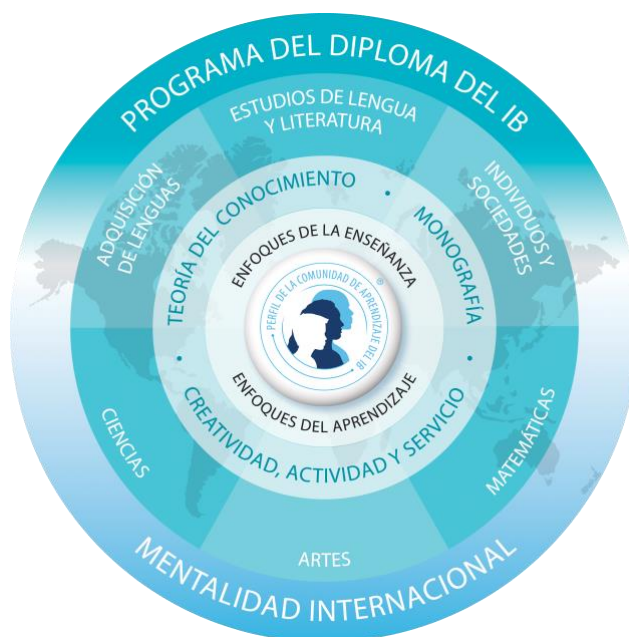 PROGRAMA DEL DIPLOMA DEL IB
ESTUDIOS DE LENGUA
Y LITERATURA
ADQUISICIÓN
DE LENGUAS
INDIVIDUOS Y
SOCIEDADES
TEORÍA DEL CONOCIMIENTO
•
MONOGRAFÍA
•
ENFOQUES DE LA ENSEÑANZA
PERFIL DE LA COMUNIDAD DE APRENDIZAJE DEL IB
®
ENFOQUES DEL APRENDIZAJE
•
CREATIVIDAD, ACTIVIDAD Y SERVICIO
CIENCIAS
MATEMÁTICAS
ARTES
MENTALIDAD INTERNACIONAL